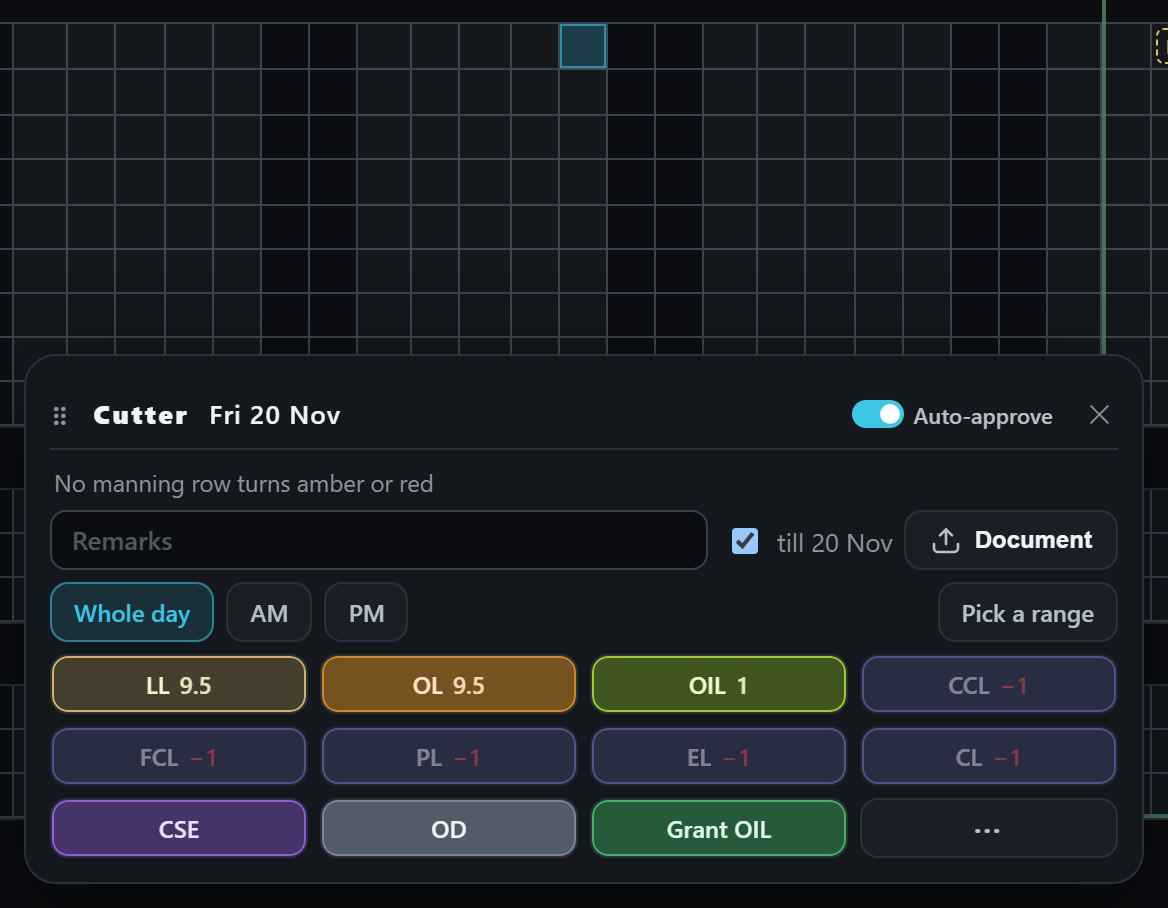 Cutter Fri 20 Nov Auto-approve
No manning row turns amber or red
Remarks till 20 Nov Document
Whole day AM PM Pick a range
LL 9.5 OL 9.5 OIL 1 CCL −1
FCL −1 PL −1 EL −1 CL −1
CSE OD Grant OIL ...